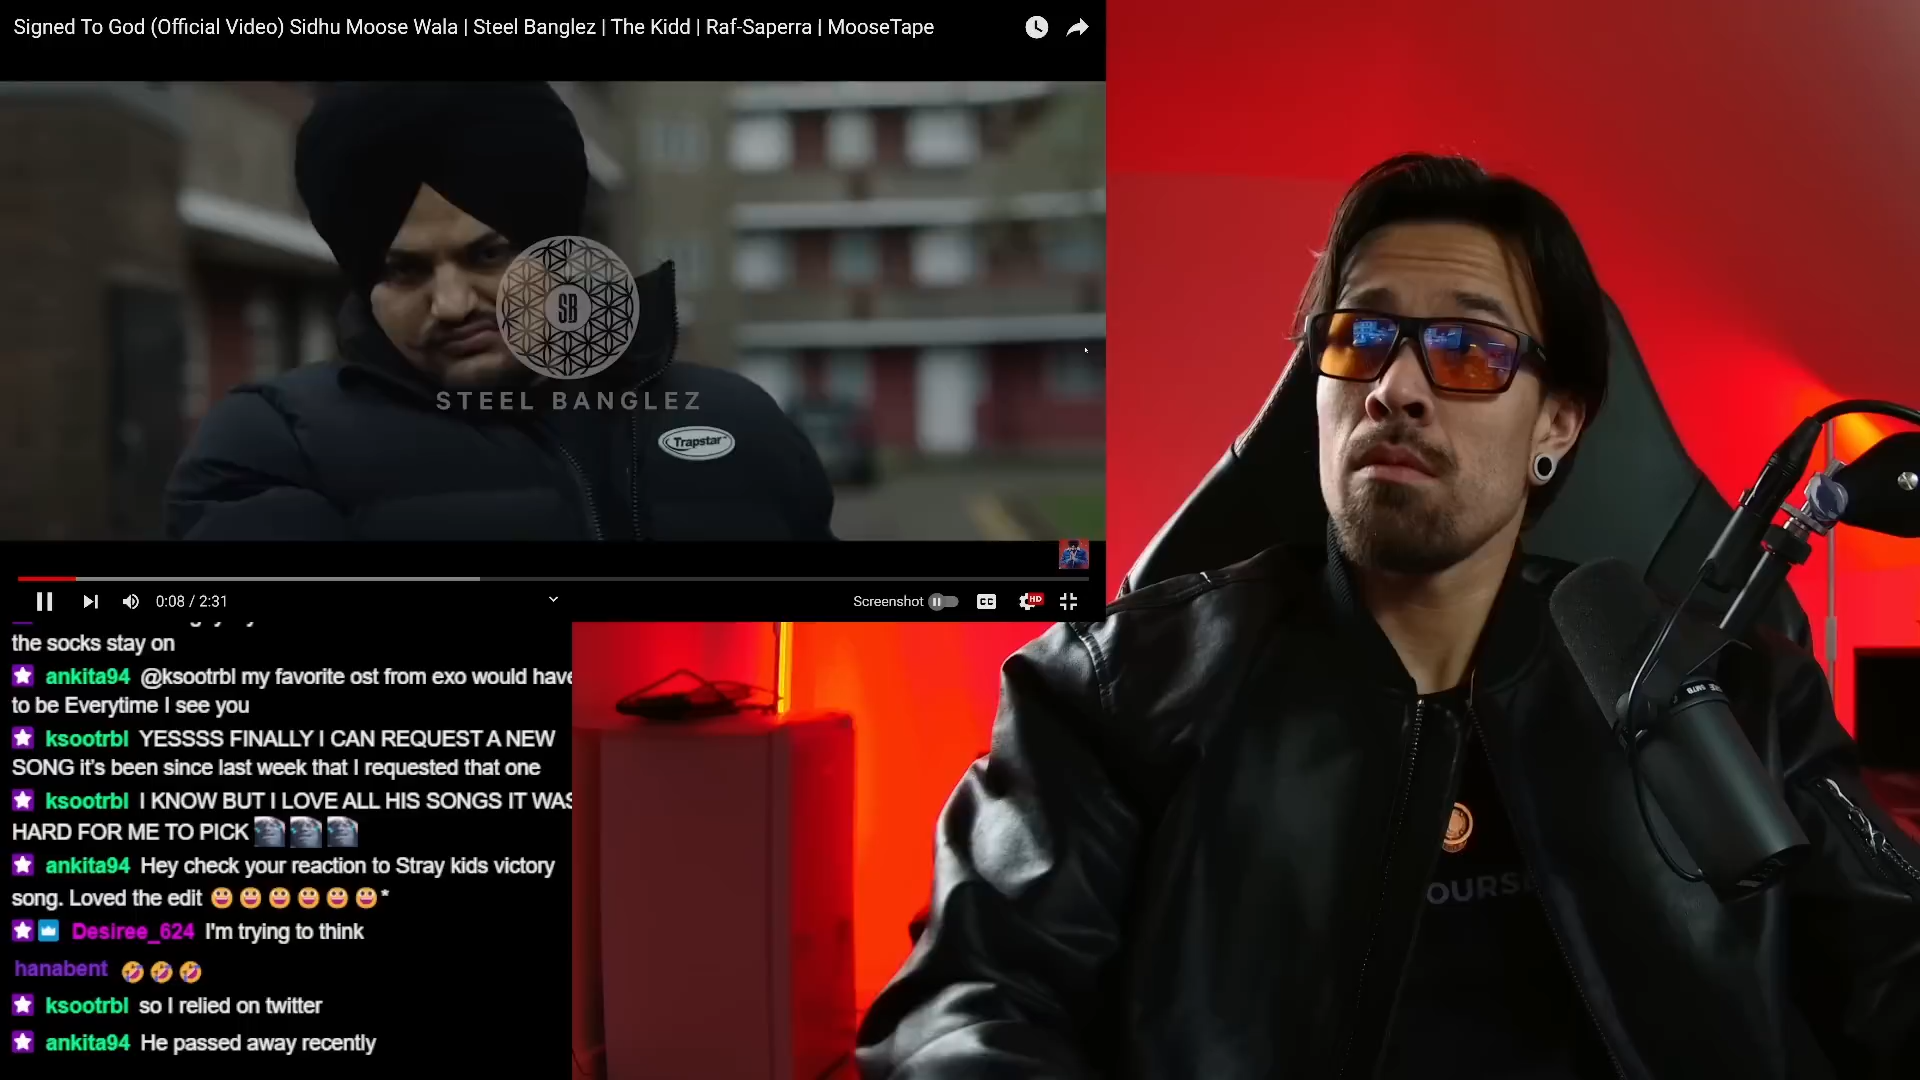 Signed To God (Official Video) Sidhu Moose Wala | Steel Banglez | The Kidd | Raf-Saperra | MooseTape
SB
STEEL BANGLEZ
Trapstar
0:08 / 2:31
Screenshot
CC
HD
the socks stay on
ankita94 @ksootrbl my favorite ost from exo would have
to be Everytime I see you
ksootrbl YESSSS FINALLY I CAN REQUEST A NEW
SONG it's been since last week that I requested that one
ksootrbl I KNOW BUT I LOVE ALL HIS SONGS IT WAS
HARD FOR ME TO PICK
ankita94 Hey check your reaction to Stray kids victory
song. Loved the edit 😀 😀 😀 😀 😀 😀 *
Desiree_624 I'm trying to think
hanabent 🤣 🤣 🤣
ksootrbl so I relied on twitter
ankita94 He passed away recently
OURS